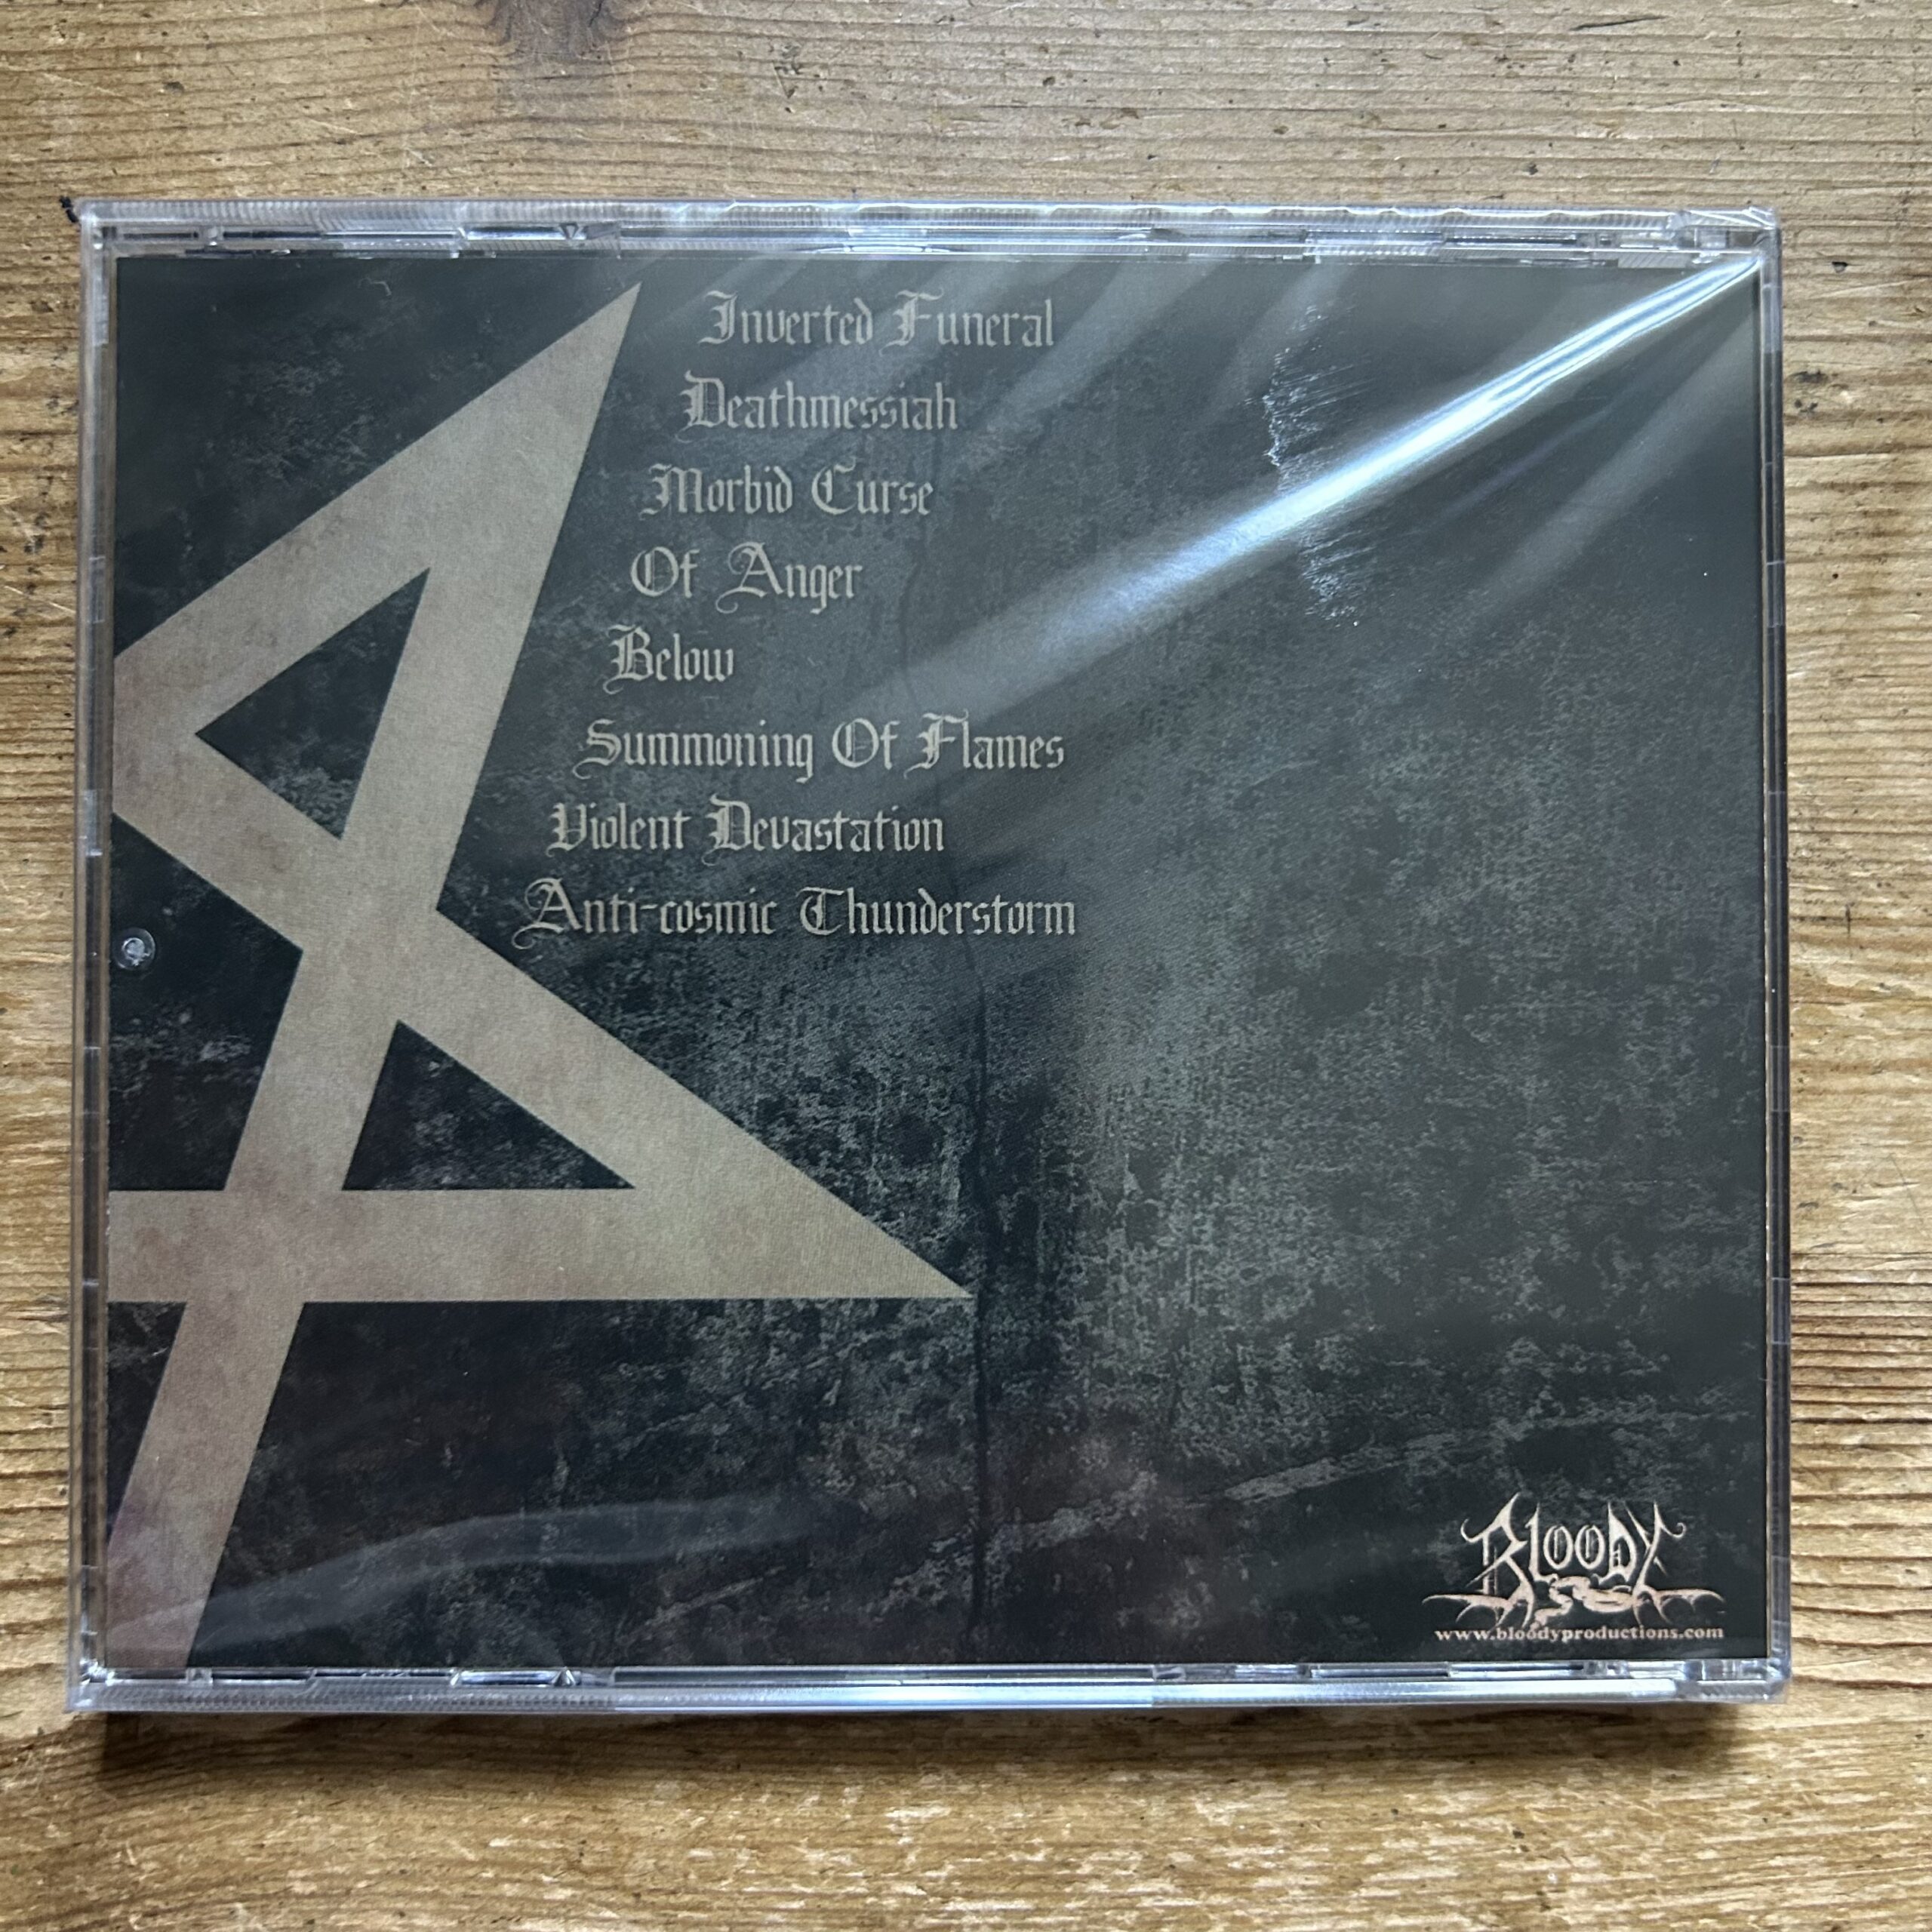 Inverted Funeral
Deathmessiah
Morbid Curse
Of Anger
Below
Summoning Of Flames
Violent Devastation
Anti-cosmic Thunderstorm
Bloody
www.bloodyproductions.com